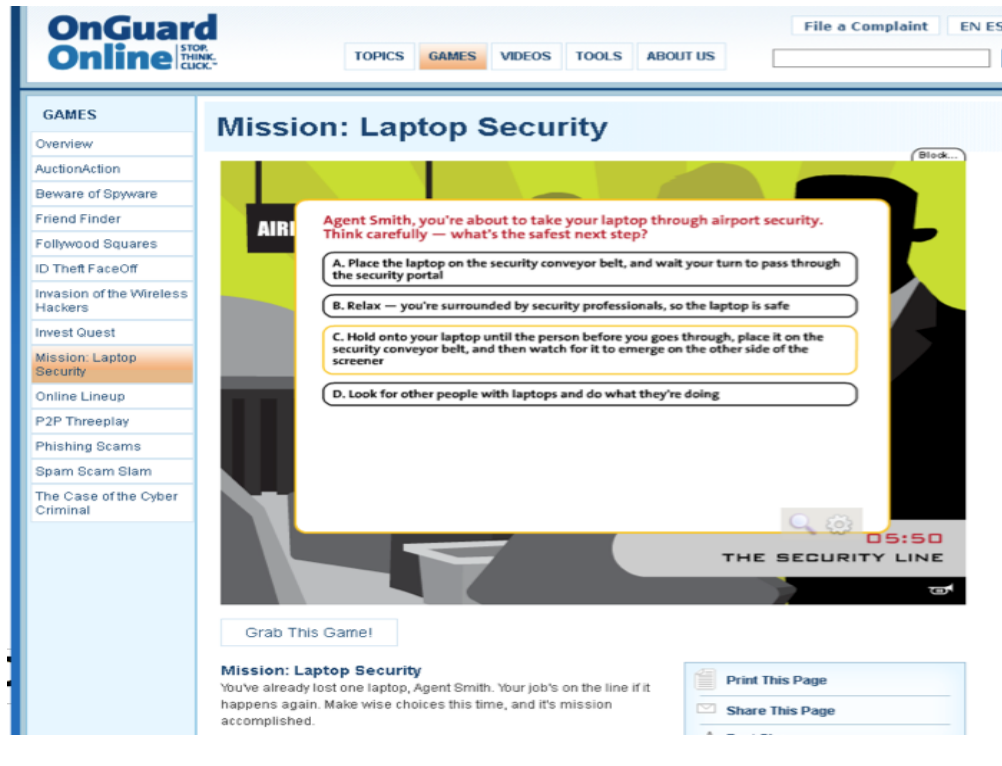 OnGuard
Online STOP.
THINK.
CLICK.™
File a Complaint EN ES
TOPICS GAMES VIDEOS TOOLS ABOUT US
GAMES
Overview
AuctionAction
Beware of Spyware
Friend Finder
Follywood Squares
ID Theft FaceOff
Invasion of the Wireless
Hackers
Invest Quest
Mission: Laptop
Security
Online Lineup
P2P Threeplay
Phishing Scams
Spam Scam Slam
The Case of the Cyber
Criminal
Mission: Laptop Security
Block...
Agent Smith, you're about to take your laptop through airport security.
Think carefully — what's the safest next step?
A. Place the laptop on the security conveyor belt, and wait your turn to pass through
the security portal
B. Relax — you're surrounded by security professionals, so the laptop is safe
C. Hold onto your laptop until the person before you goes through, place it on the
security conveyor belt, and then watch for it to emerge on the other side of the
screener
D. Look for other people with laptops and do what they're doing
05:50
THE SECURITY LINE
Grab This Game!
Mission: Laptop Security
You've already lost one laptop, Agent Smith. Your job's on the line if it
happens again. Make wise choices this time, and it's mission
accomplished.
Print This Page
Share This Page